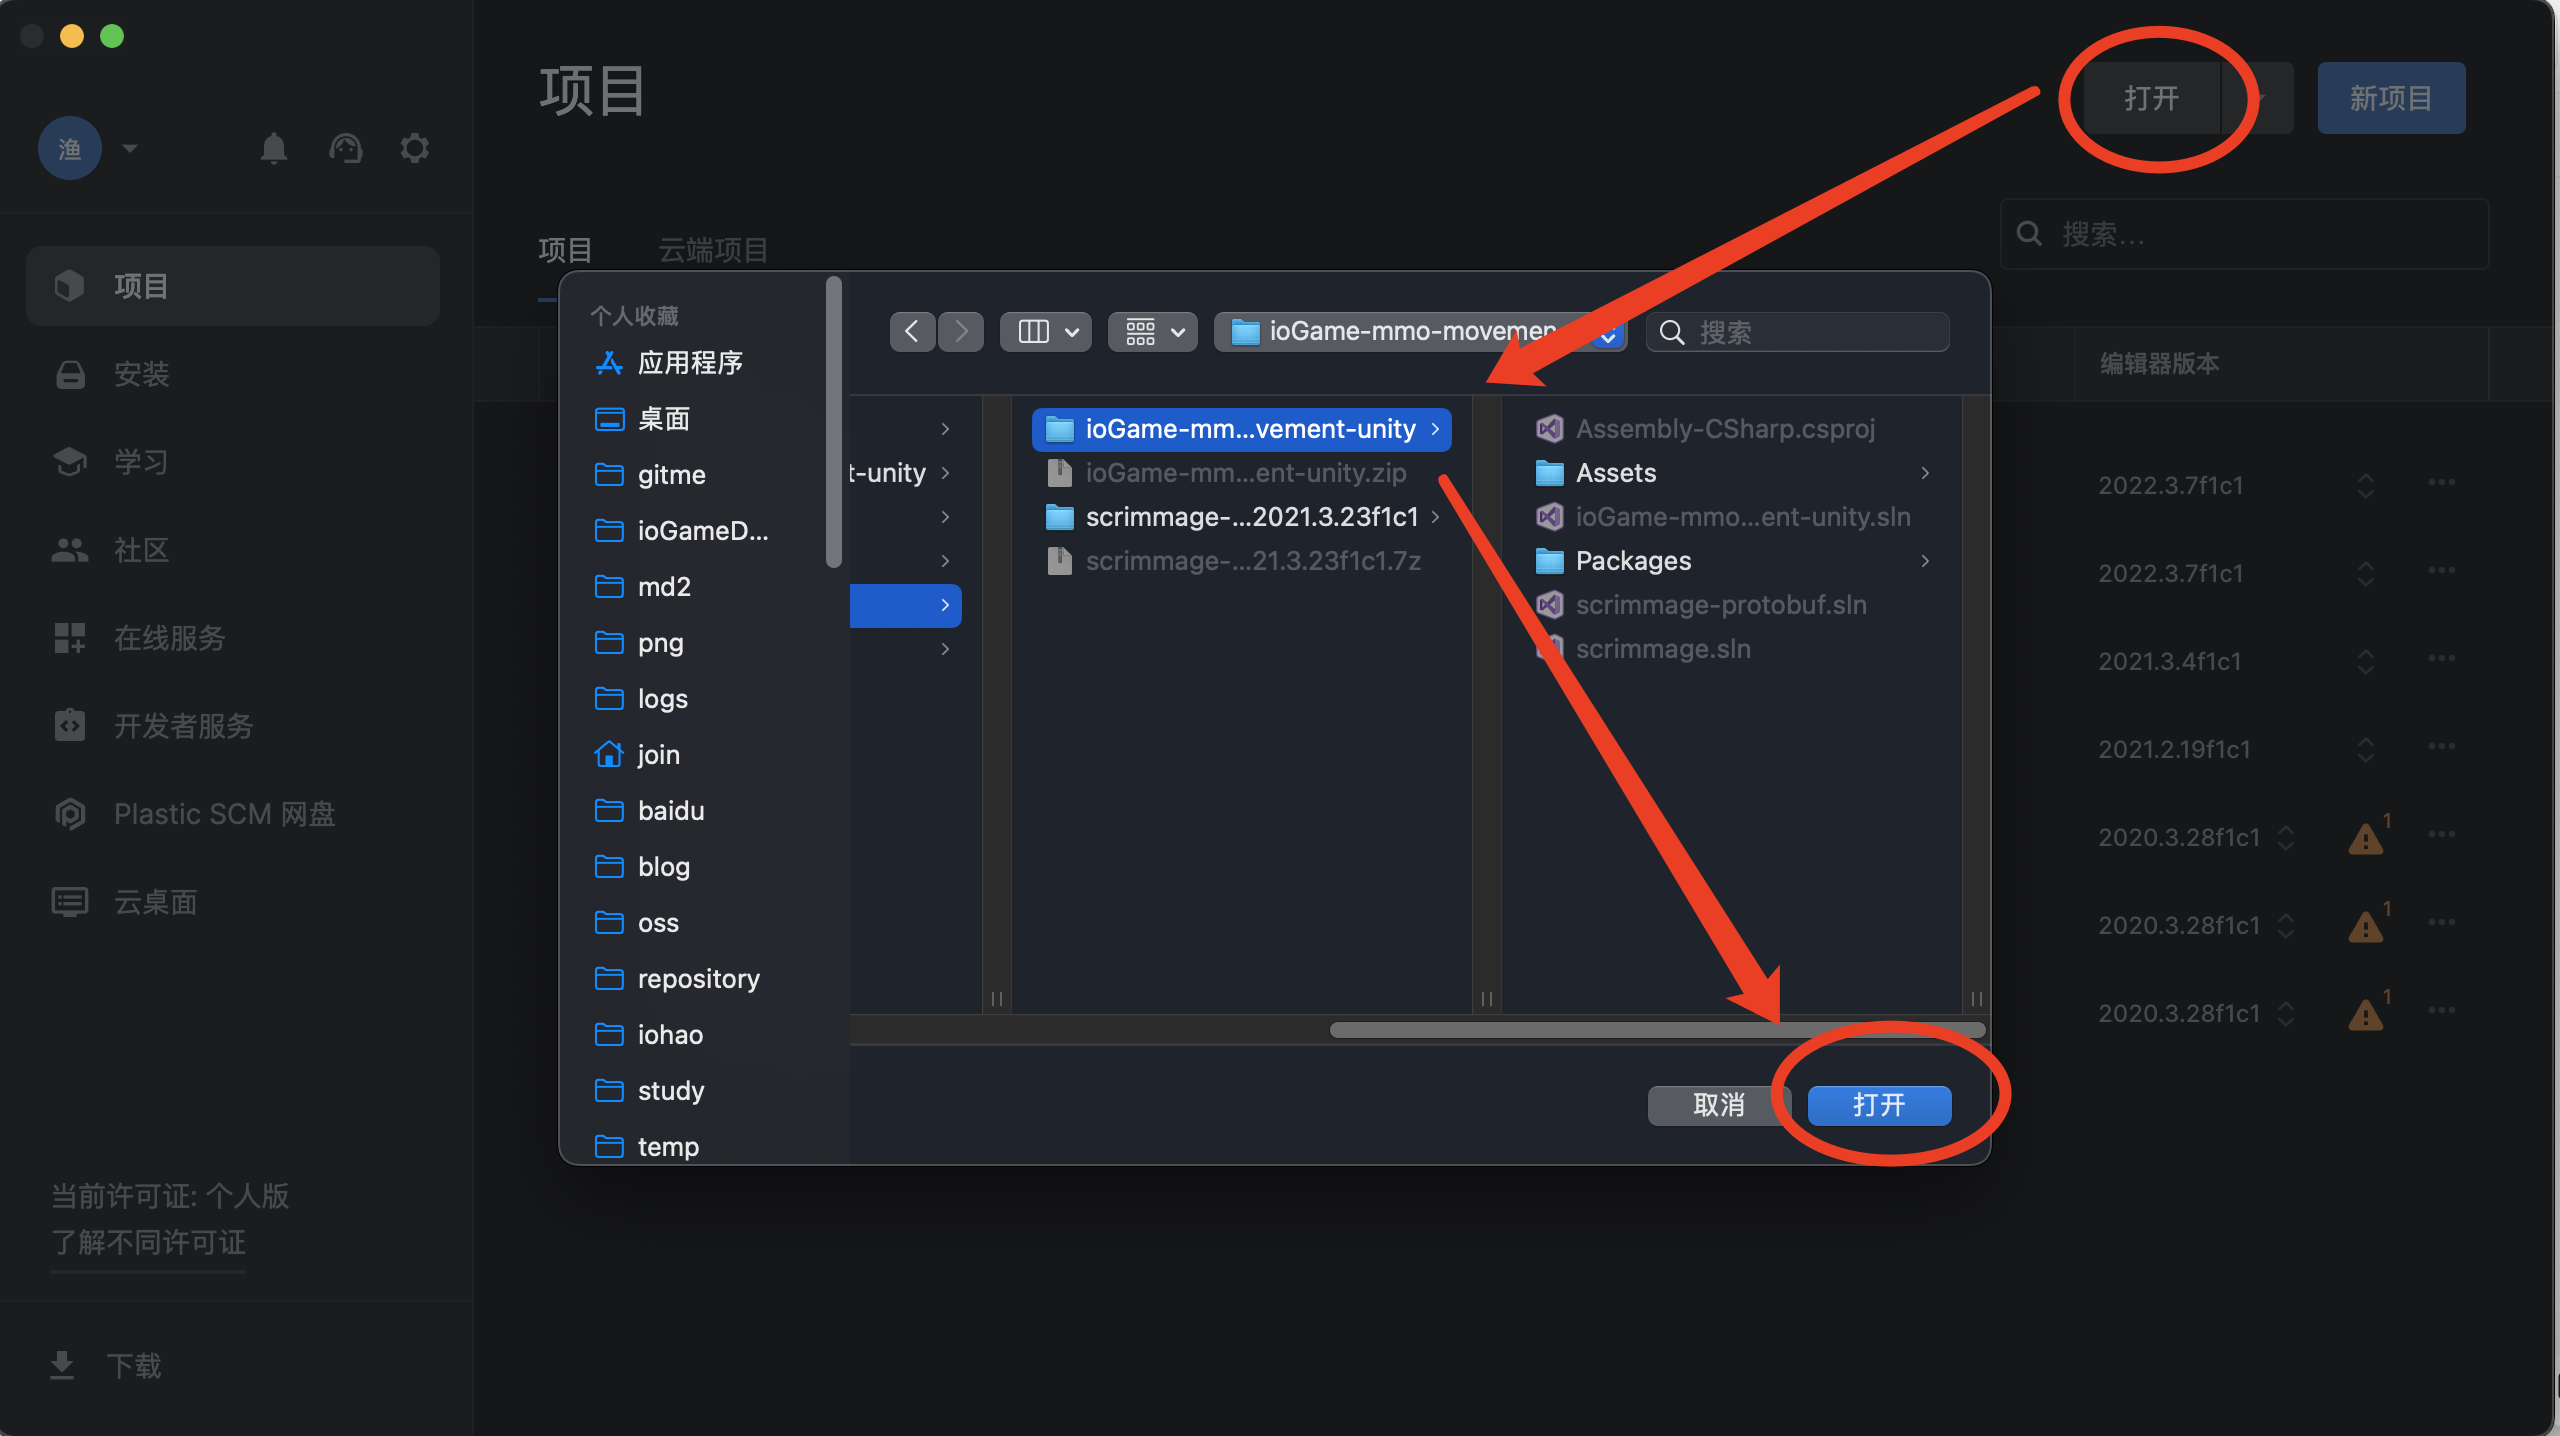 渔
项目
安装
学习
社区
在线服务
开发者服务
Plastic SCM 网盘
云桌面
当前许可证: 个人版
了解不同许可证
下载
项目
打开
新项目
项目
云端项目
搜索...
编辑器版本
2022.3.7f1c1
2022.3.7f1c1
2021.3.4f1c1
2021.2.19f1c1
2020.3.28f1c1
1
2020.3.28f1c1
1
2020.3.28f1c1
1
个人收藏
应用程序
桌面
gitme
ioGameD...
md2
png
logs
join
baidu
blog
oss
repository
iohao
study
temp
ioGame-mmo-movemen
搜索
t-unity
ioGame-mm...vement-unity
ioGame-mm...ent-unity.zip
scrimmage-...2021.3.23f1c1
scrimmage-...21.3.23f1c1.7z
Assembly-CSharp.csproj
Assets
ioGame-mmo...ent-unity.sln
Packages
scrimmage-protobuf.sln
scrimmage.sln
取消
打开